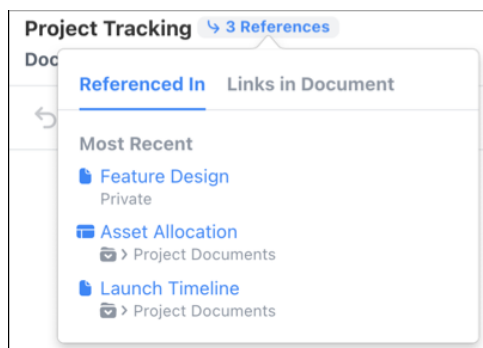 Project Tracking 3 References
Doc
Referenced In Links in Document
Most Recent
Feature Design
Private
Asset Allocation
> Project Documents
Launch Timeline
> Project Documents